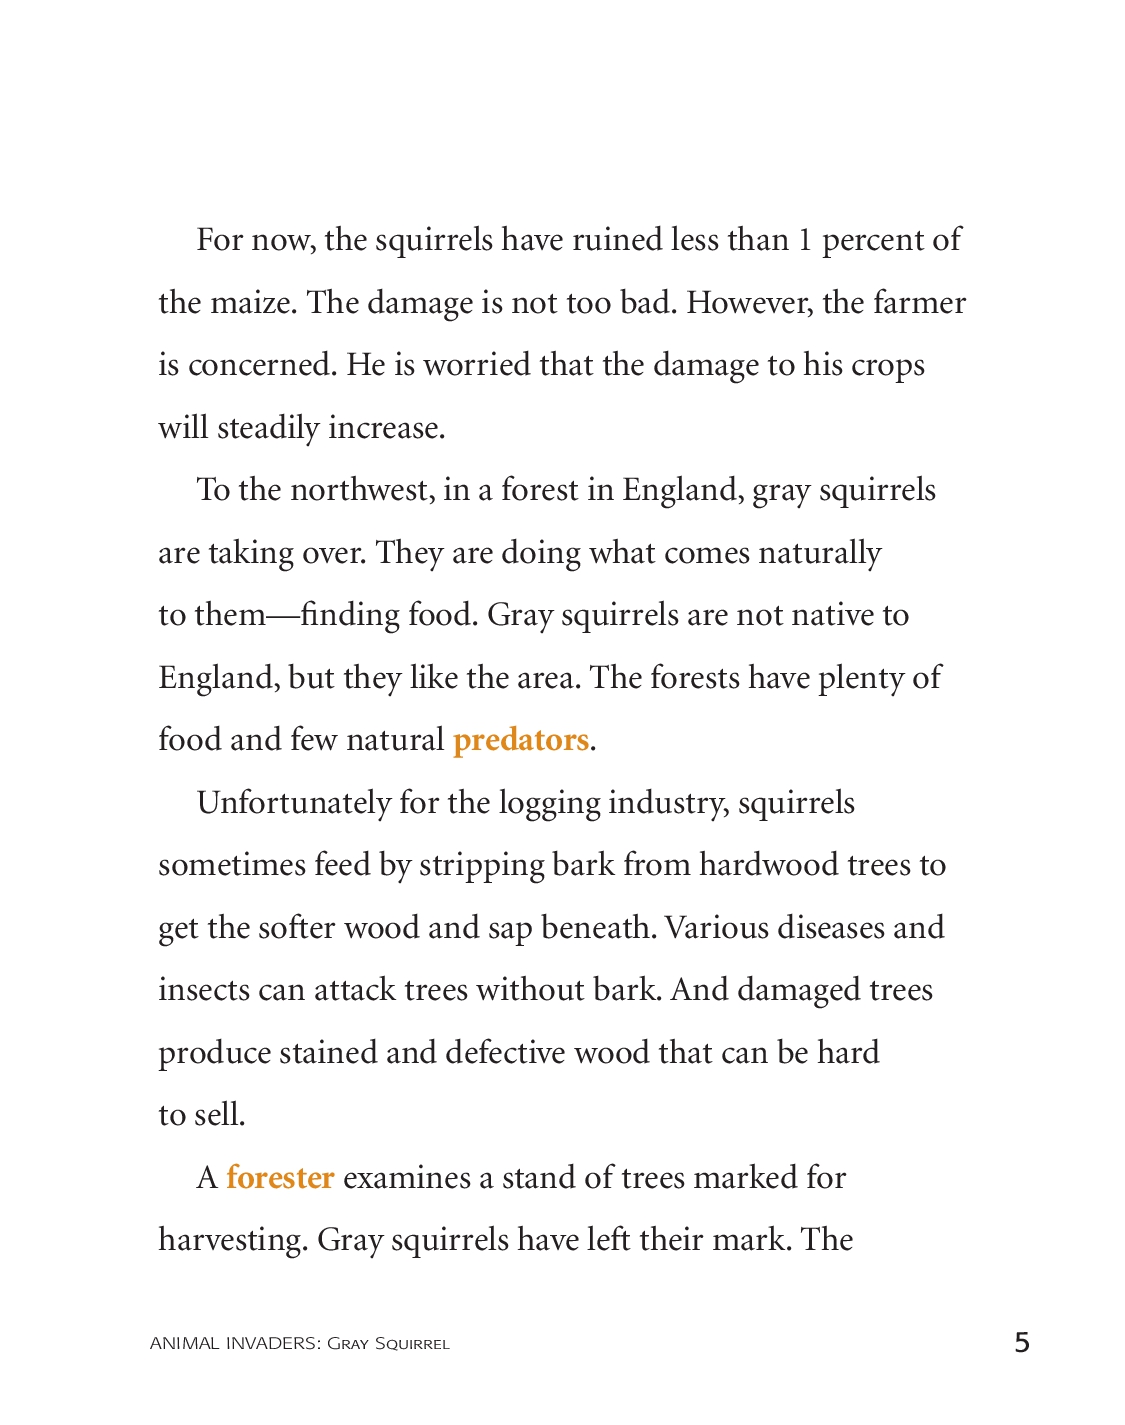 For now, the squirrels have ruined less than 1 percent of
the maize. The damage is not too bad. However, the farmer
is concerned. He is worried that the damage to his crops
will steadily increase.
To the northwest, in a forest in England, gray squirrels
are taking over. They are doing what comes naturally
to them—finding food. Gray squirrels are not native to
England, but they like the area. The forests have plenty of
food and few natural predators.
Unfortunately for the logging industry, squirrels
sometimes feed by stripping bark from hardwood trees to
get the softer wood and sap beneath. Various diseases and
insects can attack trees without bark. And damaged trees
produce stained and defective wood that can be hard
to sell.
A forester examines a stand of trees marked for
harvesting. Gray squirrels have left their mark. The
ANIMAL INVADERS: Gray Squirrel 5